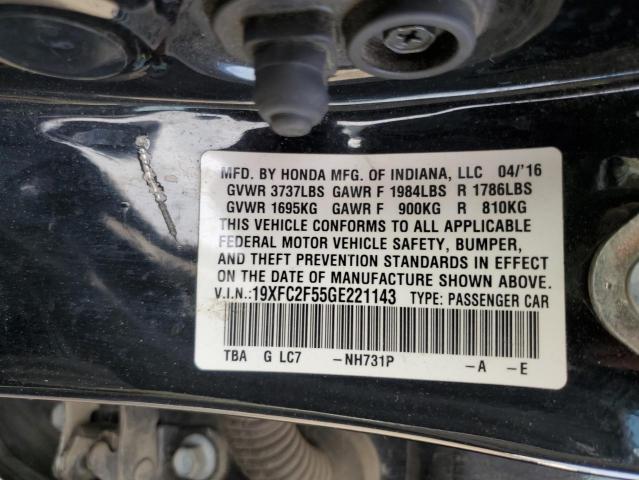 MFD. BY HONDA MFG. OF INDIANA, LLC 04/'16
GVWR 3737LBS GAWR F 1984LBS R 1786LBS
GVWR 1695KG GAWR F 900KG R 810KG
THIS VEHICLE CONFORMS TO ALL APPLICABLE
FEDERAL MOTOR VEHICLE SAFETY, BUMPER,
AND THEFT PREVENTION STANDARDS IN EFFECT
ON THE DATE OF MANUFACTURE SHOWN ABOVE.
V.I.N.:19XFC2F55GE221143 TYPE: PASSENGER CAR
TBA G LC7 -NH731P -A -E